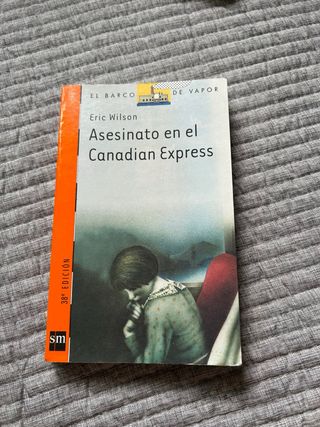 EL BARCO DE VAPOR
Eric Wilson
Asesinato en el
Canadian Express
38ª EDICIÓN
sm